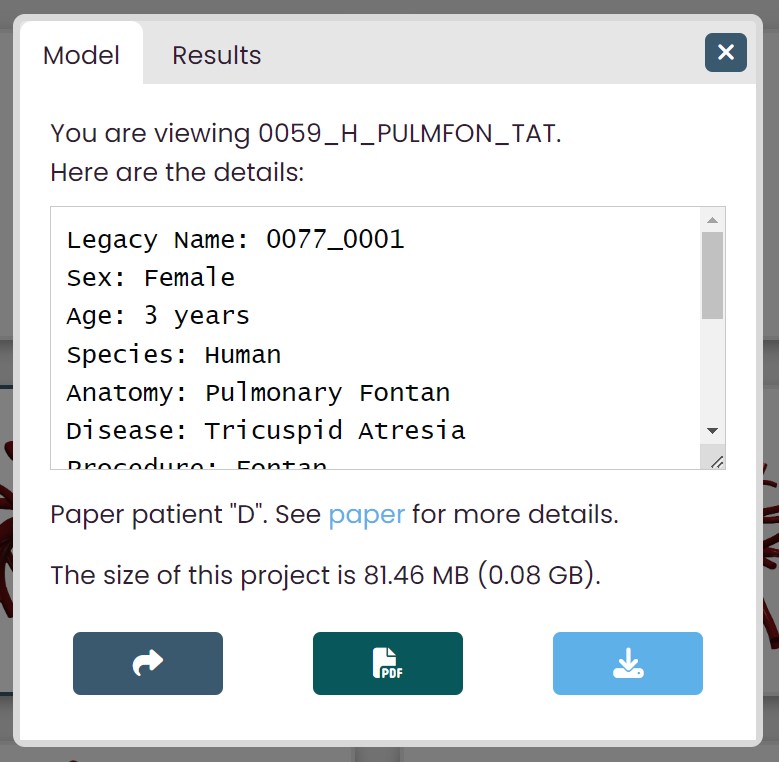 Model
Results
You are viewing 0059_H_PULMFON_TAT.
Here are the details:
Legacy Name: 0077_0001
Sex: Female
Age: 3 years
Species: Human
Anatomy: Pulmonary Fontan
Disease: Tricuspid Atresia
Procedure: Fontan
Paper patient "D". See paper for more details.
The size of this project is 81.46 MB (0.08 GB).
PDF